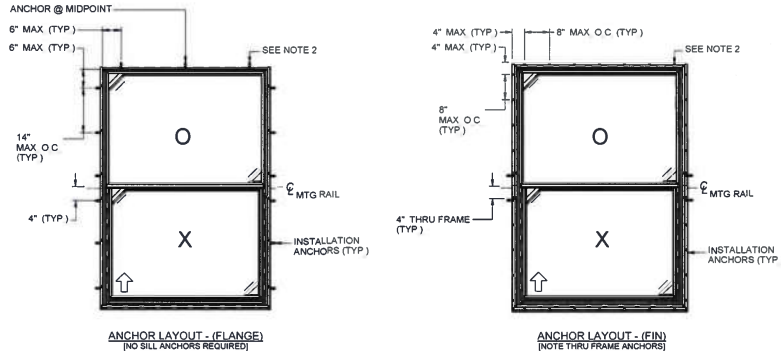 ANCHOR @ MIDPOINT
6" MAX (TYP )
6" MAX (TYP )
SEE NOTE 2
14"
MAX O C
(TYP )
O
℄ MTG RAIL
4" (TYP )
X
INSTALLATION
ANCHORS (TYP )
ANCHOR LAYOUT - (FLANGE)
[NO SILL ANCHORS REQUIRED]
4" MAX (TYP )
8" MAX O C (TYP )
4" MAX (TYP )
SEE NOTE 2
8"
MAX O C
(TYP )
O
℄ MTG RAIL
4" THRU FRAME
(TYP )
X
INSTALLATION
ANCHORS (TYP
ANCHOR LAYOUT - (FIN)
[NOTE THRU FRAME ANCHORS]